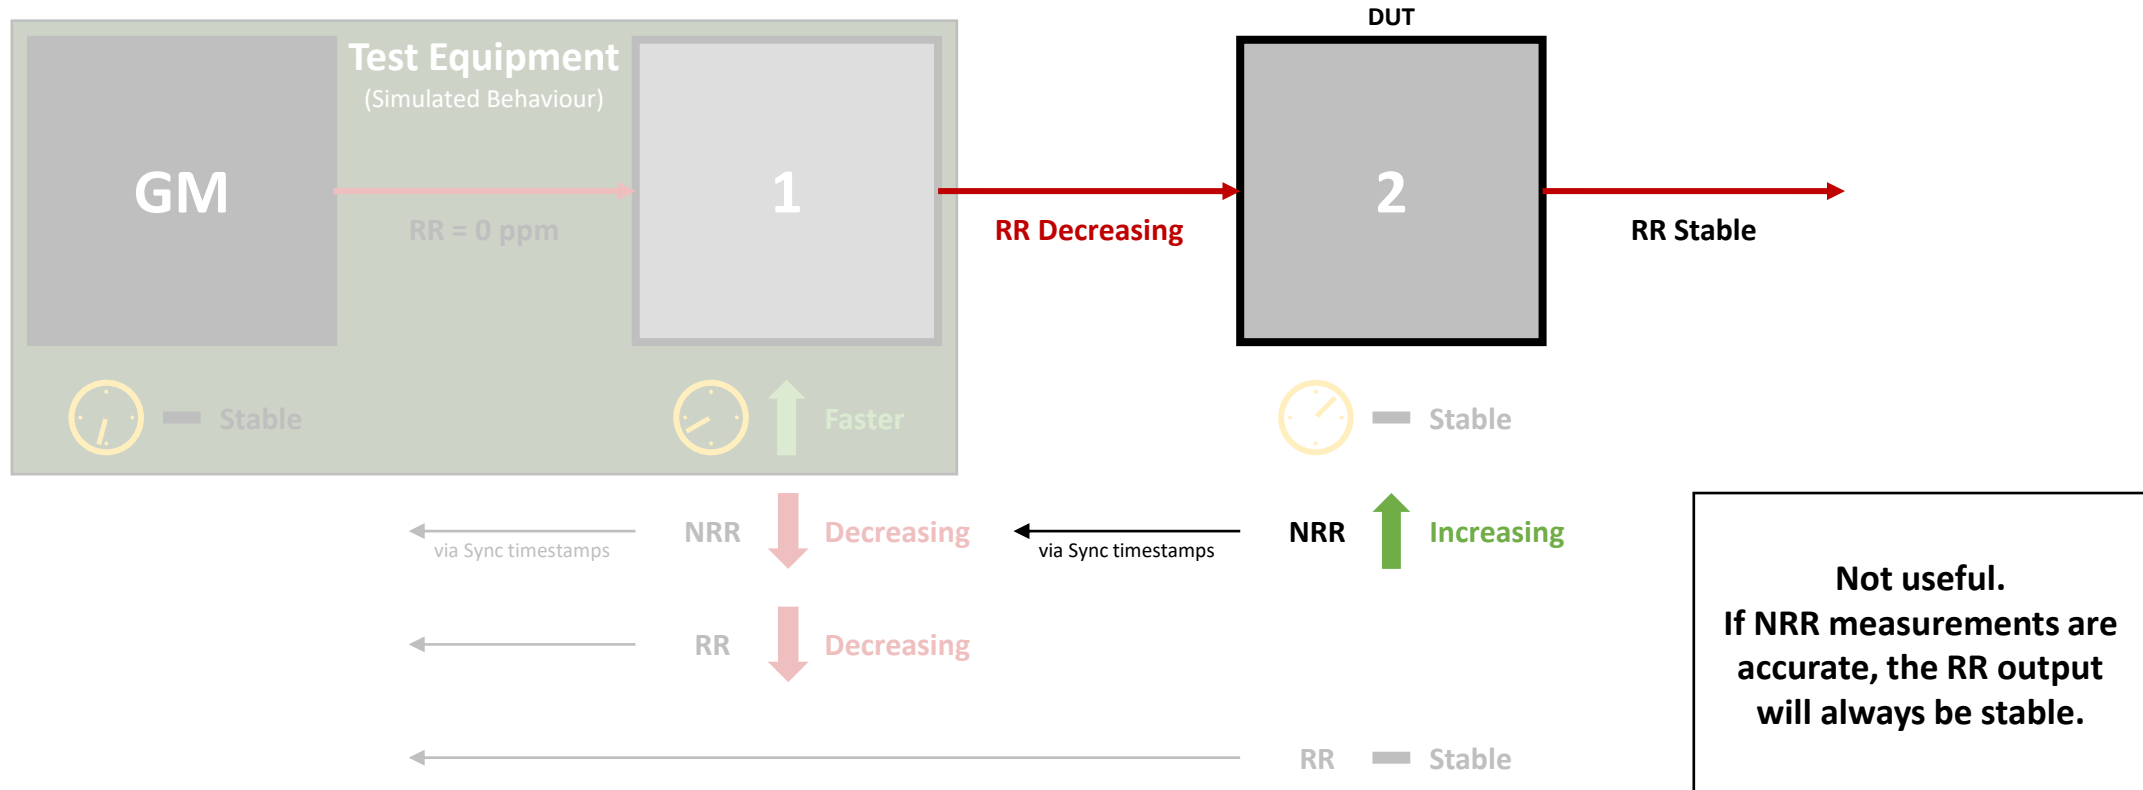 DUT
Test Equipment
(Simulated Behaviour)
GM
1
2
RR = 0 ppm
RR Decreasing
RR Stable
Stable
Faster
Stable
via Sync timestamps
NRR
Decreasing
via Sync timestamps
NRR
Increasing
RR
Decreasing
RR
Stable
Not useful.
If NRR measurements are
accurate, the RR output
will always be stable.